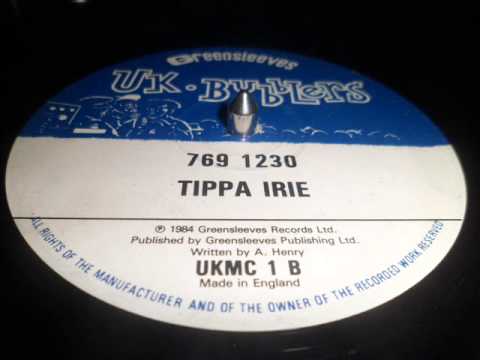 Greensleeves
UK·BUbbLeRs
769 1230
TIPPA IRIE
℗ 1984 Greensleeves Records Ltd.
Published by Greensleeves Publishing Ltd.
Written by A. Henry
UKMC 1 B
Made in England
ALL RIGHTS OF THE MANUFACTURER AND OF THE OWNER OF THE RECORDED WORK RESERVED